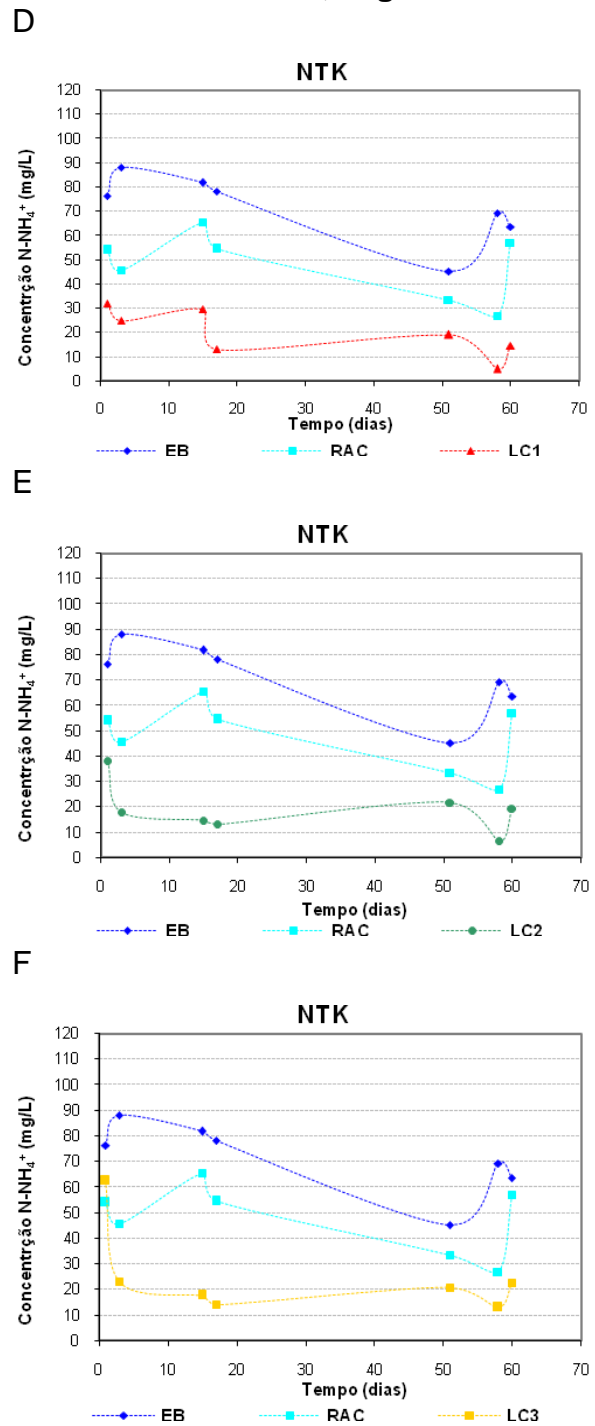 D
NTK
Concentrção N-NH₄⁺ (mg/L)
120
110
100
90
80
70
60
50
40
30
20
10
0
0 10 20 30 40 50 60 70
Tempo (dias)
EB RAC LC1
E
NTK
Concentrção N-NH₄⁺ (mg/L)
120
110
100
90
80
70
60
50
40
30
20
10
0
0 10 20 30 40 50 60 70
Tempo (dias)
EB RAC LC2
F
NTK
Concentrção N-NH₄⁺ (mg/L)
120
110
100
90
80
70
60
50
40
30
20
10
0
0 10 20 30 40 50 60 70
Tempo (dias)
EB RAC LC3